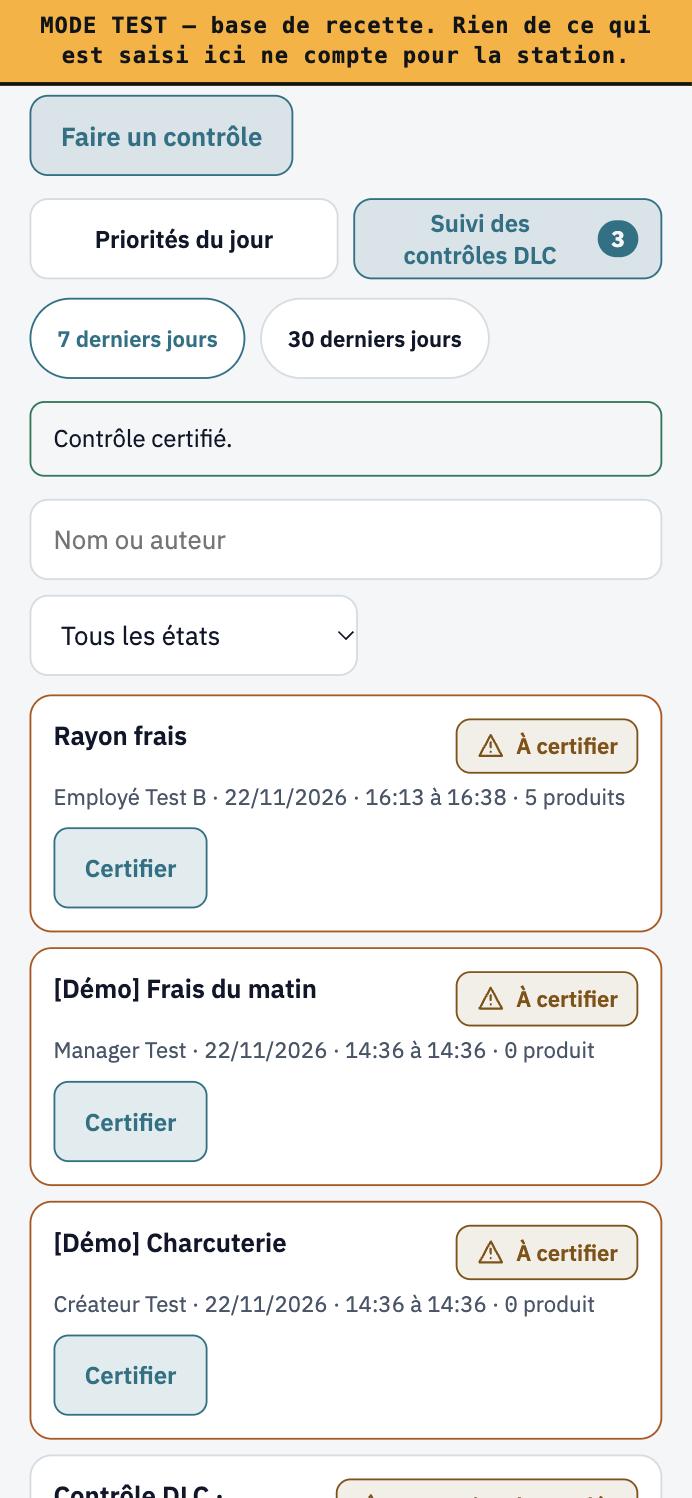 MODE TEST — base de recette. Rien de ce qui
est saisi ici ne compte pour la station.
Faire un contrôle
Priorités du jour
Suivi des
contrôles DLC
3
7 derniers jours
30 derniers jours
Contrôle certifié.
Nom ou auteur
Tous les états
Rayon frais
À certifier
Employé Test B · 22/11/2026 · 16:13 à 16:38 · 5 produits
Certifier
[Démo] Frais du matin
À certifier
Manager Test · 22/11/2026 · 14:36 à 14:36 · 0 produit
Certifier
[Démo] Charcuterie
À certifier
Créateur Test · 22/11/2026 · 14:36 à 14:36 · 0 produit
Certifier
Contrôle DLC ·